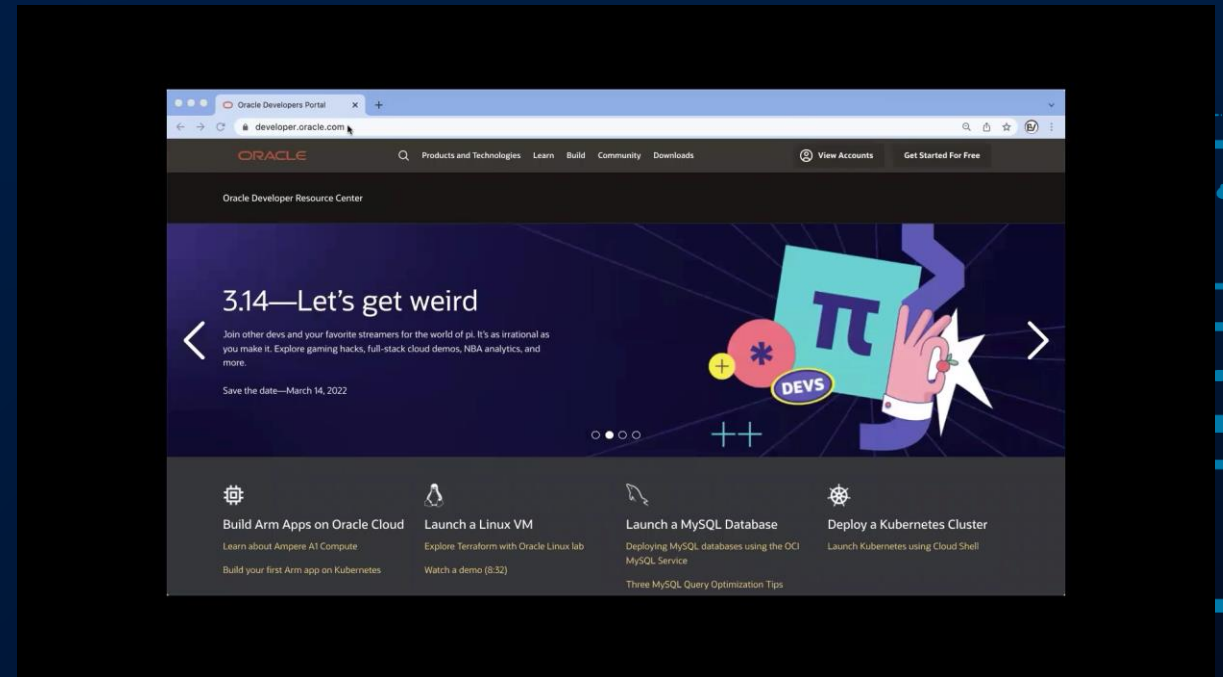 Oracle Developers Portal
developer.oracle.com
ORACLE
Products and Technologies Learn Build Community Downloads
View Accounts
Get Started For Free
Oracle Developer Resource Center
3.14—Let's get weird
Join other devs and your favorite streamers for the world of pi. It's as irrational as
you make it. Explore gaming hacks, full-stack cloud demos, NBA analytics, and
more.
Save the date—March 14, 2022
π
*
+
DEVS
++
Build Arm Apps on Oracle Cloud
Learn about Ampere A1 Compute
Build your first Arm app on Kubernetes
Launch a Linux VM
Explore Terraform with Oracle Linux lab
Watch a demo (8:32)
Launch a MySQL Database
Deploying MySQL databases using the OCI
MySQL Service
Three MySQL Query Optimization Tips
Deploy a Kubernetes Cluster
Launch Kubernetes using Cloud Shell